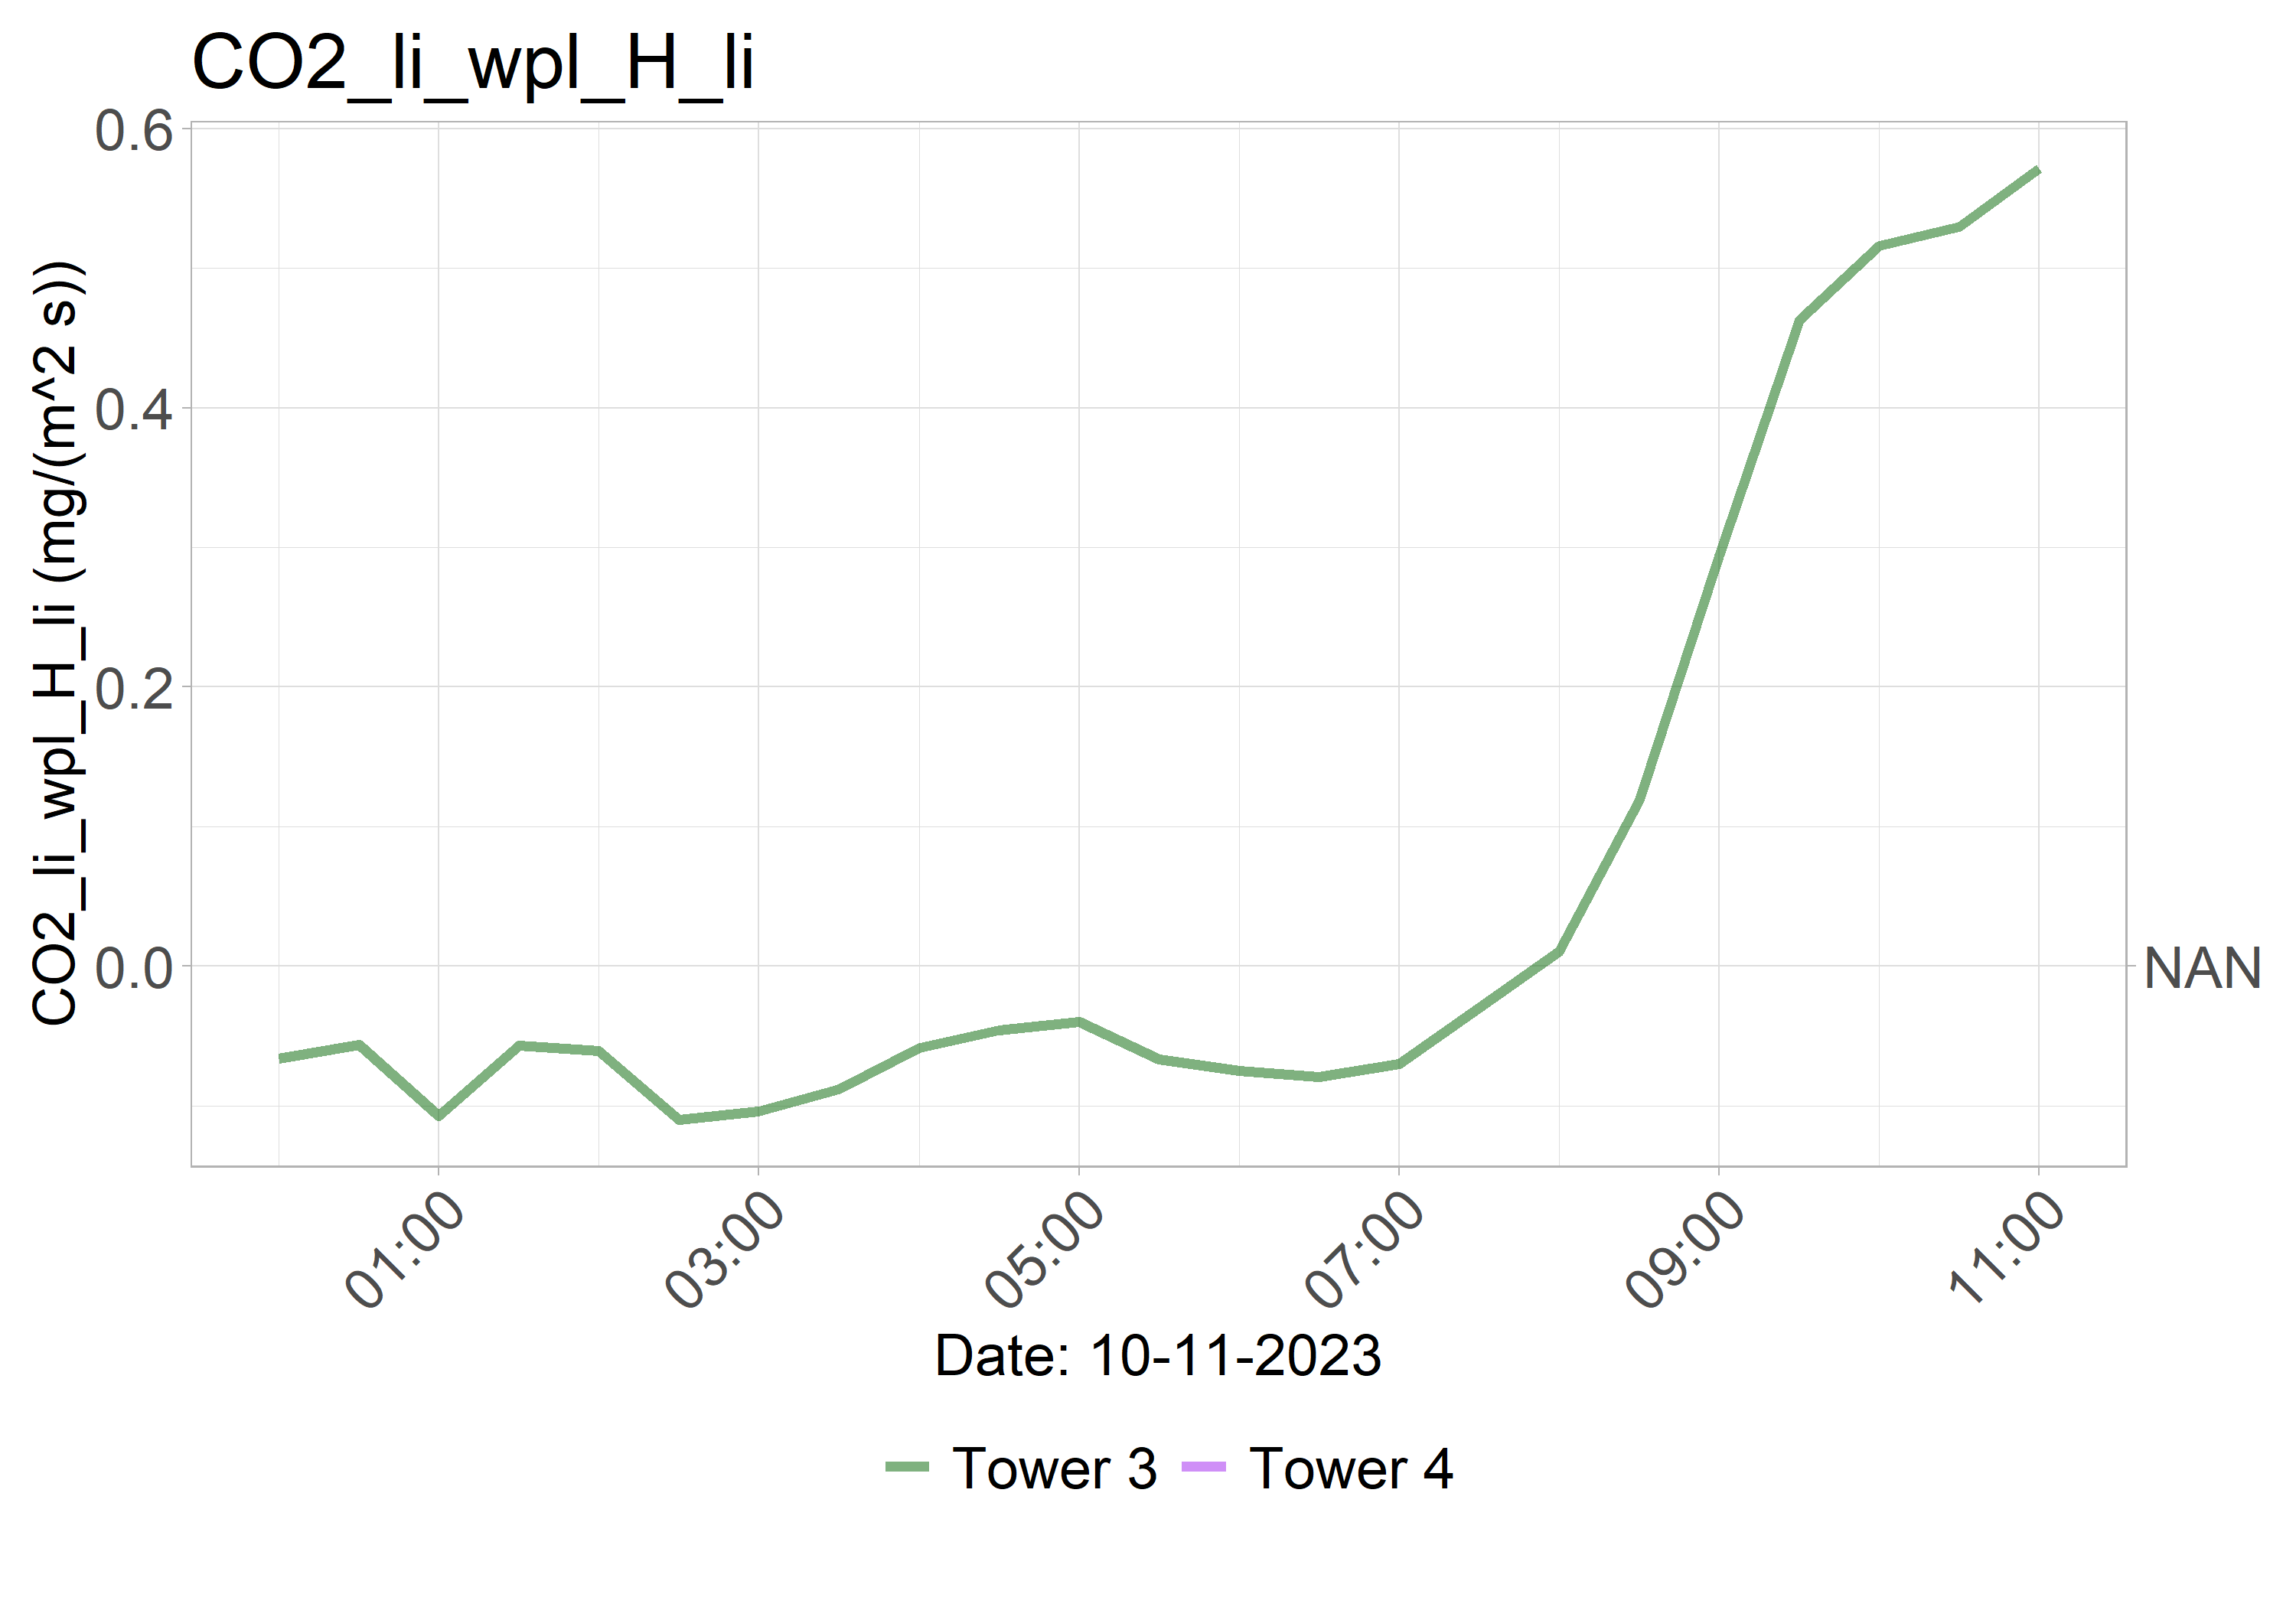 CO2_li_wpl_H_li
CO2_li_wpl_H_li (mg/(m^2 s))
0.6
0.4
0.2
0.0
NAN
01:00
03:00
05:00
07:00
09:00
11:00
Date: 10-11-2023
Tower 3
Tower 4